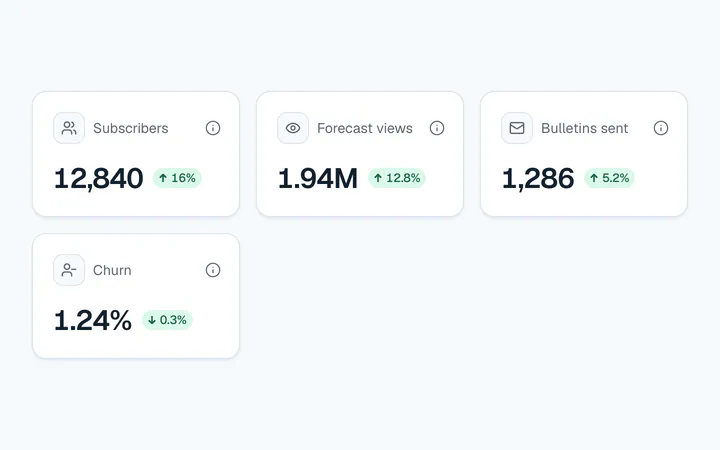 Subscribers
12,840 ↑ 16%
Forecast views
1.94M ↑ 12.8%
Bulletins sent
1,286 ↑ 5.2%
Churn
1.24% ↓ 0.3%